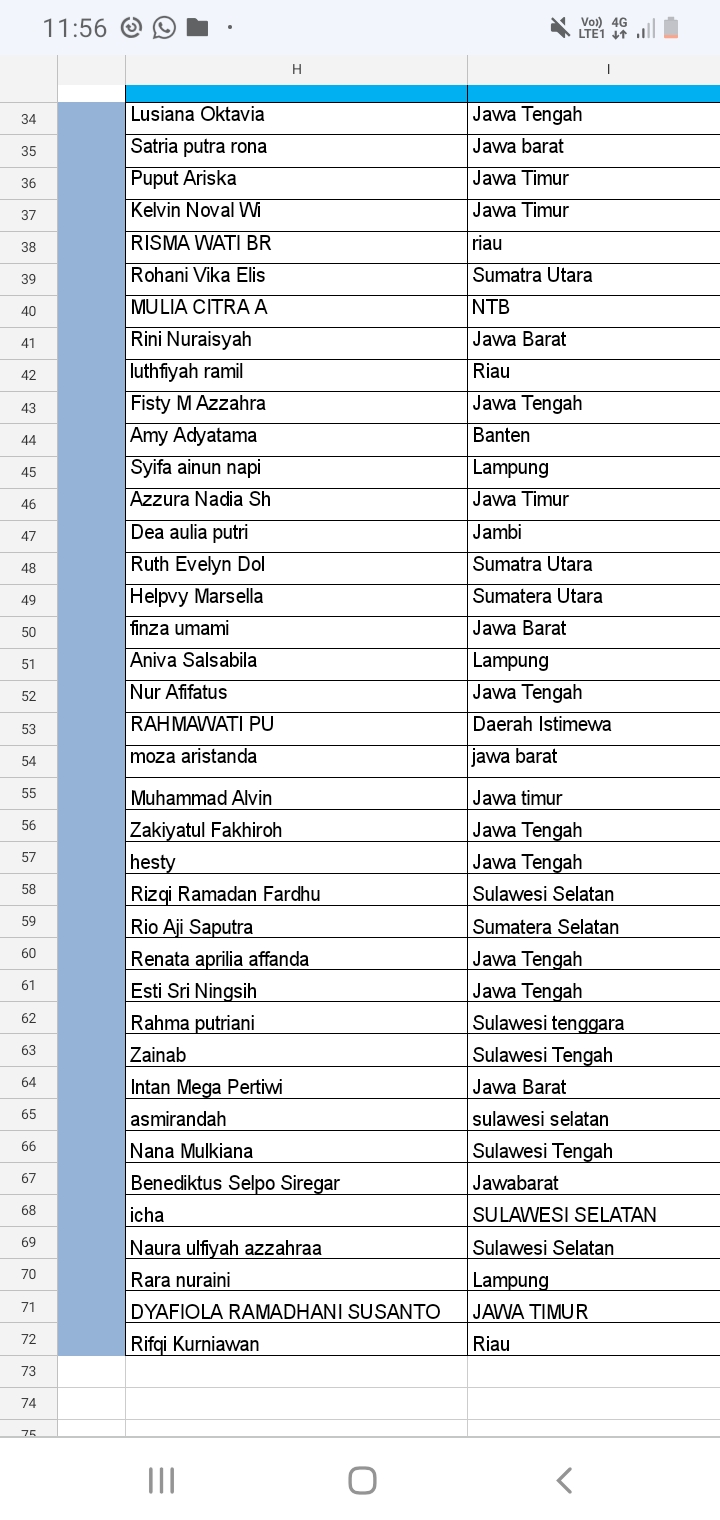 11:56 Vo)) LTE1 4G
H I
34 Lusiana Oktavia Jawa Tengah
35 Satria putra rona Jawa barat
36 Puput Ariska Jawa Timur
37 Kelvin Noval Wi Jawa Timur
38 RISMA WATI BR riau
39 Rohani Vika Elis Sumatra Utara
40 MULIA CITRA A NTB
41 Rini Nuraisyah Jawa Barat
42 luthfiyah ramil Riau
43 Fisty M Azzahra Jawa Tengah
44 Amy Adyatama Banten
45 Syifa ainun napi Lampung
46 Azzura Nadia Sh Jawa Timur
47 Dea aulia putri Jambi
48 Ruth Evelyn Dol Sumatra Utara
49 Helpvy Marsella Sumatera Utara
50 finza umami Jawa Barat
51 Aniva Salsabila Lampung
52 Nur Afifatus Jawa Tengah
53 RAHMAWATI PU Daerah Istimewa
54 moza aristanda jawa barat
55 Muhammad Alvin Jawa timur
56 Zakiyatul Fakhiroh Jawa Tengah
57 hesty Jawa Tengah
58 Rizqi Ramadan Fardhu Sulawesi Selatan
59 Rio Aji Saputra Sumatera Selatan
60 Renata aprilia affanda Jawa Tengah
61 Esti Sri Ningsih Jawa Tengah
62 Rahma putriani Sulawesi tenggara
63 Zainab Sulawesi Tengah
64 Intan Mega Pertiwi Jawa Barat
65 asmirandah sulawesi selatan
66 Nana Mulkiana Sulawesi Tengah
67 Benediktus Selpo Siregar Jawabarat
68 icha SULAWESI SELATAN
69 Naura ulfiyah azzahraa Sulawesi Selatan
70 Rara nuraini Lampung
71 DYAFIOLA RAMADHANI SUSANTO JAWA TIMUR
72 Rifqi Kurniawan Riau
73
74
75